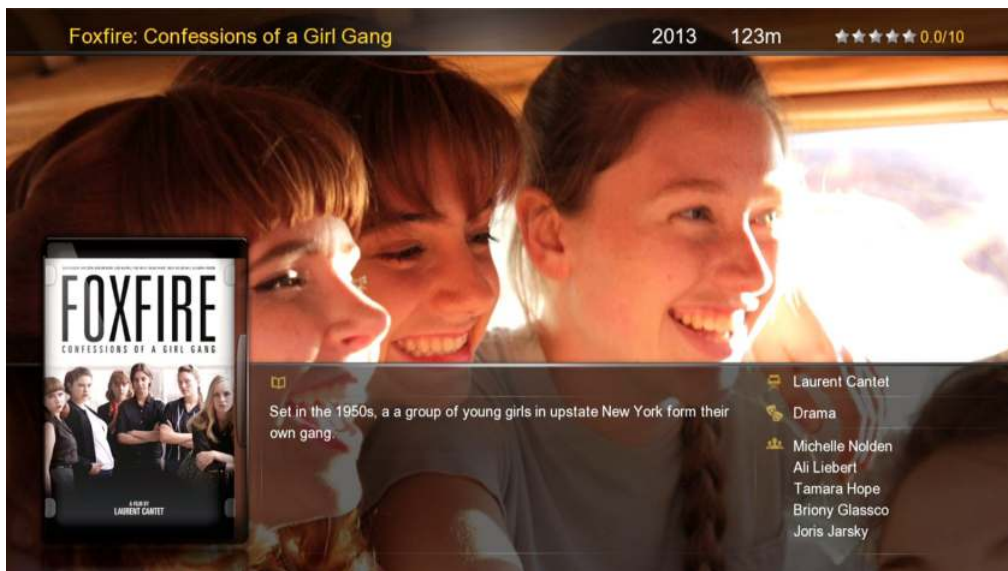 Foxfire: Confessions of a Girl Gang 2013 123m 0.0/10
FOXFIRE
CONFESSIONS OF A GIRL GANG
A FILM BY
LAURENT CANTET
Set in the 1950s, a a group of young girls in upstate New York form their
own gang.
Laurent Cantet
Drama
Michelle Nolden
Ali Liebert
Tamara Hope
Briony Glassco
Joris Jarsky